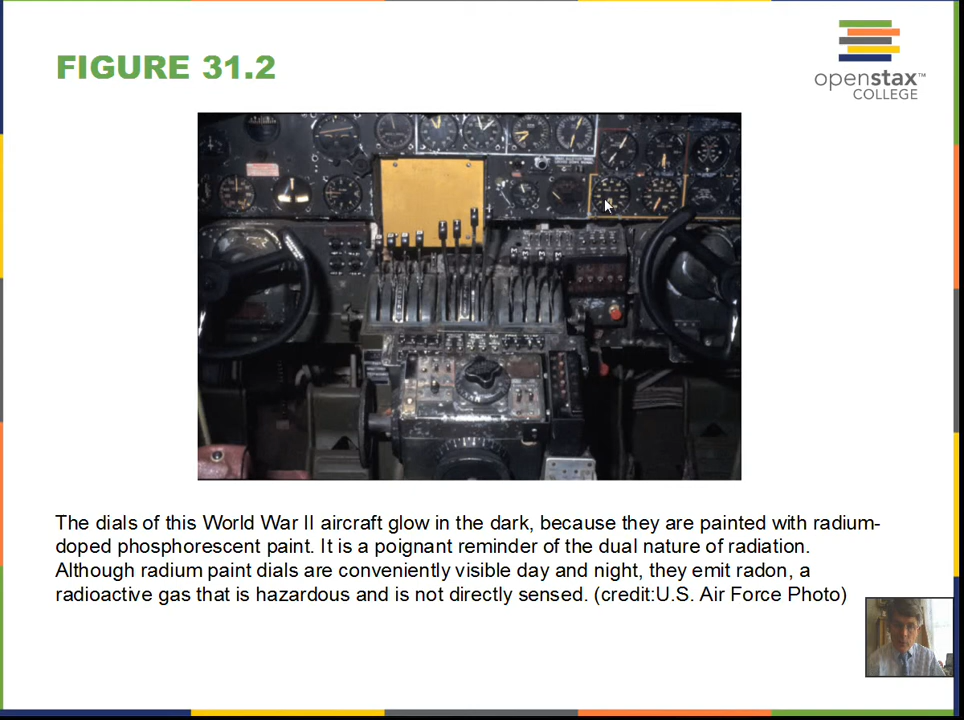 FIGURE 31.2
openstax™
COLLEGE
The dials of this World War II aircraft glow in the dark, because they are painted with radium-
doped phosphorescent paint. It is a poignant reminder of the dual nature of radiation.
Although radium paint dials are conveniently visible day and night, they emit radon, a
radioactive gas that is hazardous and is not directly sensed. (credit:U.S. Air Force Photo)